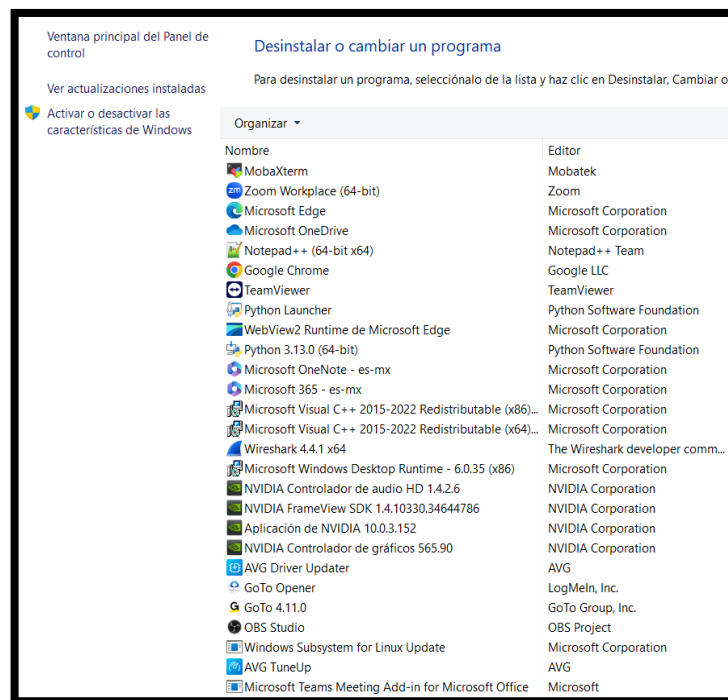 Ventana principal del Panel de
control
Ver actualizaciones instaladas
Activar o desactivar las
características de Windows
Desinstalar o cambiar un programa
Para desinstalar un programa, selecciónalo de la lista y haz clic en Desinstalar, Cambiar o
Organizar
Nombre Editor
MobaXterm Mobatek
zm Zoom Workplace (64-bit) Zoom
Microsoft Edge Microsoft Corporation
Microsoft OneDrive Microsoft Corporation
Notepad++ (64-bit x64) Notepad++ Team
Google Chrome Google LLC
TeamViewer TeamViewer
Python Launcher Python Software Foundation
WebView2 Runtime de Microsoft Edge Microsoft Corporation
Python 3.13.0 (64-bit) Python Software Foundation
Microsoft OneNote - es-mx Microsoft Corporation
Microsoft 365 - es-mx Microsoft Corporation
Microsoft Visual C++ 2015-2022 Redistributable (x86)... Microsoft Corporation
Microsoft Visual C++ 2015-2022 Redistributable (x64)... Microsoft Corporation
Wireshark 4.4.1 x64 The Wireshark developer comm...
Microsoft Windows Desktop Runtime - 6.0.35 (x86) Microsoft Corporation
NVIDIA Controlador de audio HD 1.4.2.6 NVIDIA Corporation
NVIDIA FrameView SDK 1.4.10330.34644786 NVIDIA Corporation
Aplicación de NVIDIA 10.0.3.152 NVIDIA Corporation
NVIDIA Controlador de gráficos 565.90 NVIDIA Corporation
AVG Driver Updater AVG
GoTo Opener LogMeIn, Inc.
GoTo 4.11.0 GoTo Group, Inc.
OBS Studio OBS Project
Windows Subsystem for Linux Update Microsoft Corporation
AVG TuneUp AVG
Microsoft Teams Meeting Add-in for Microsoft Office Microsoft